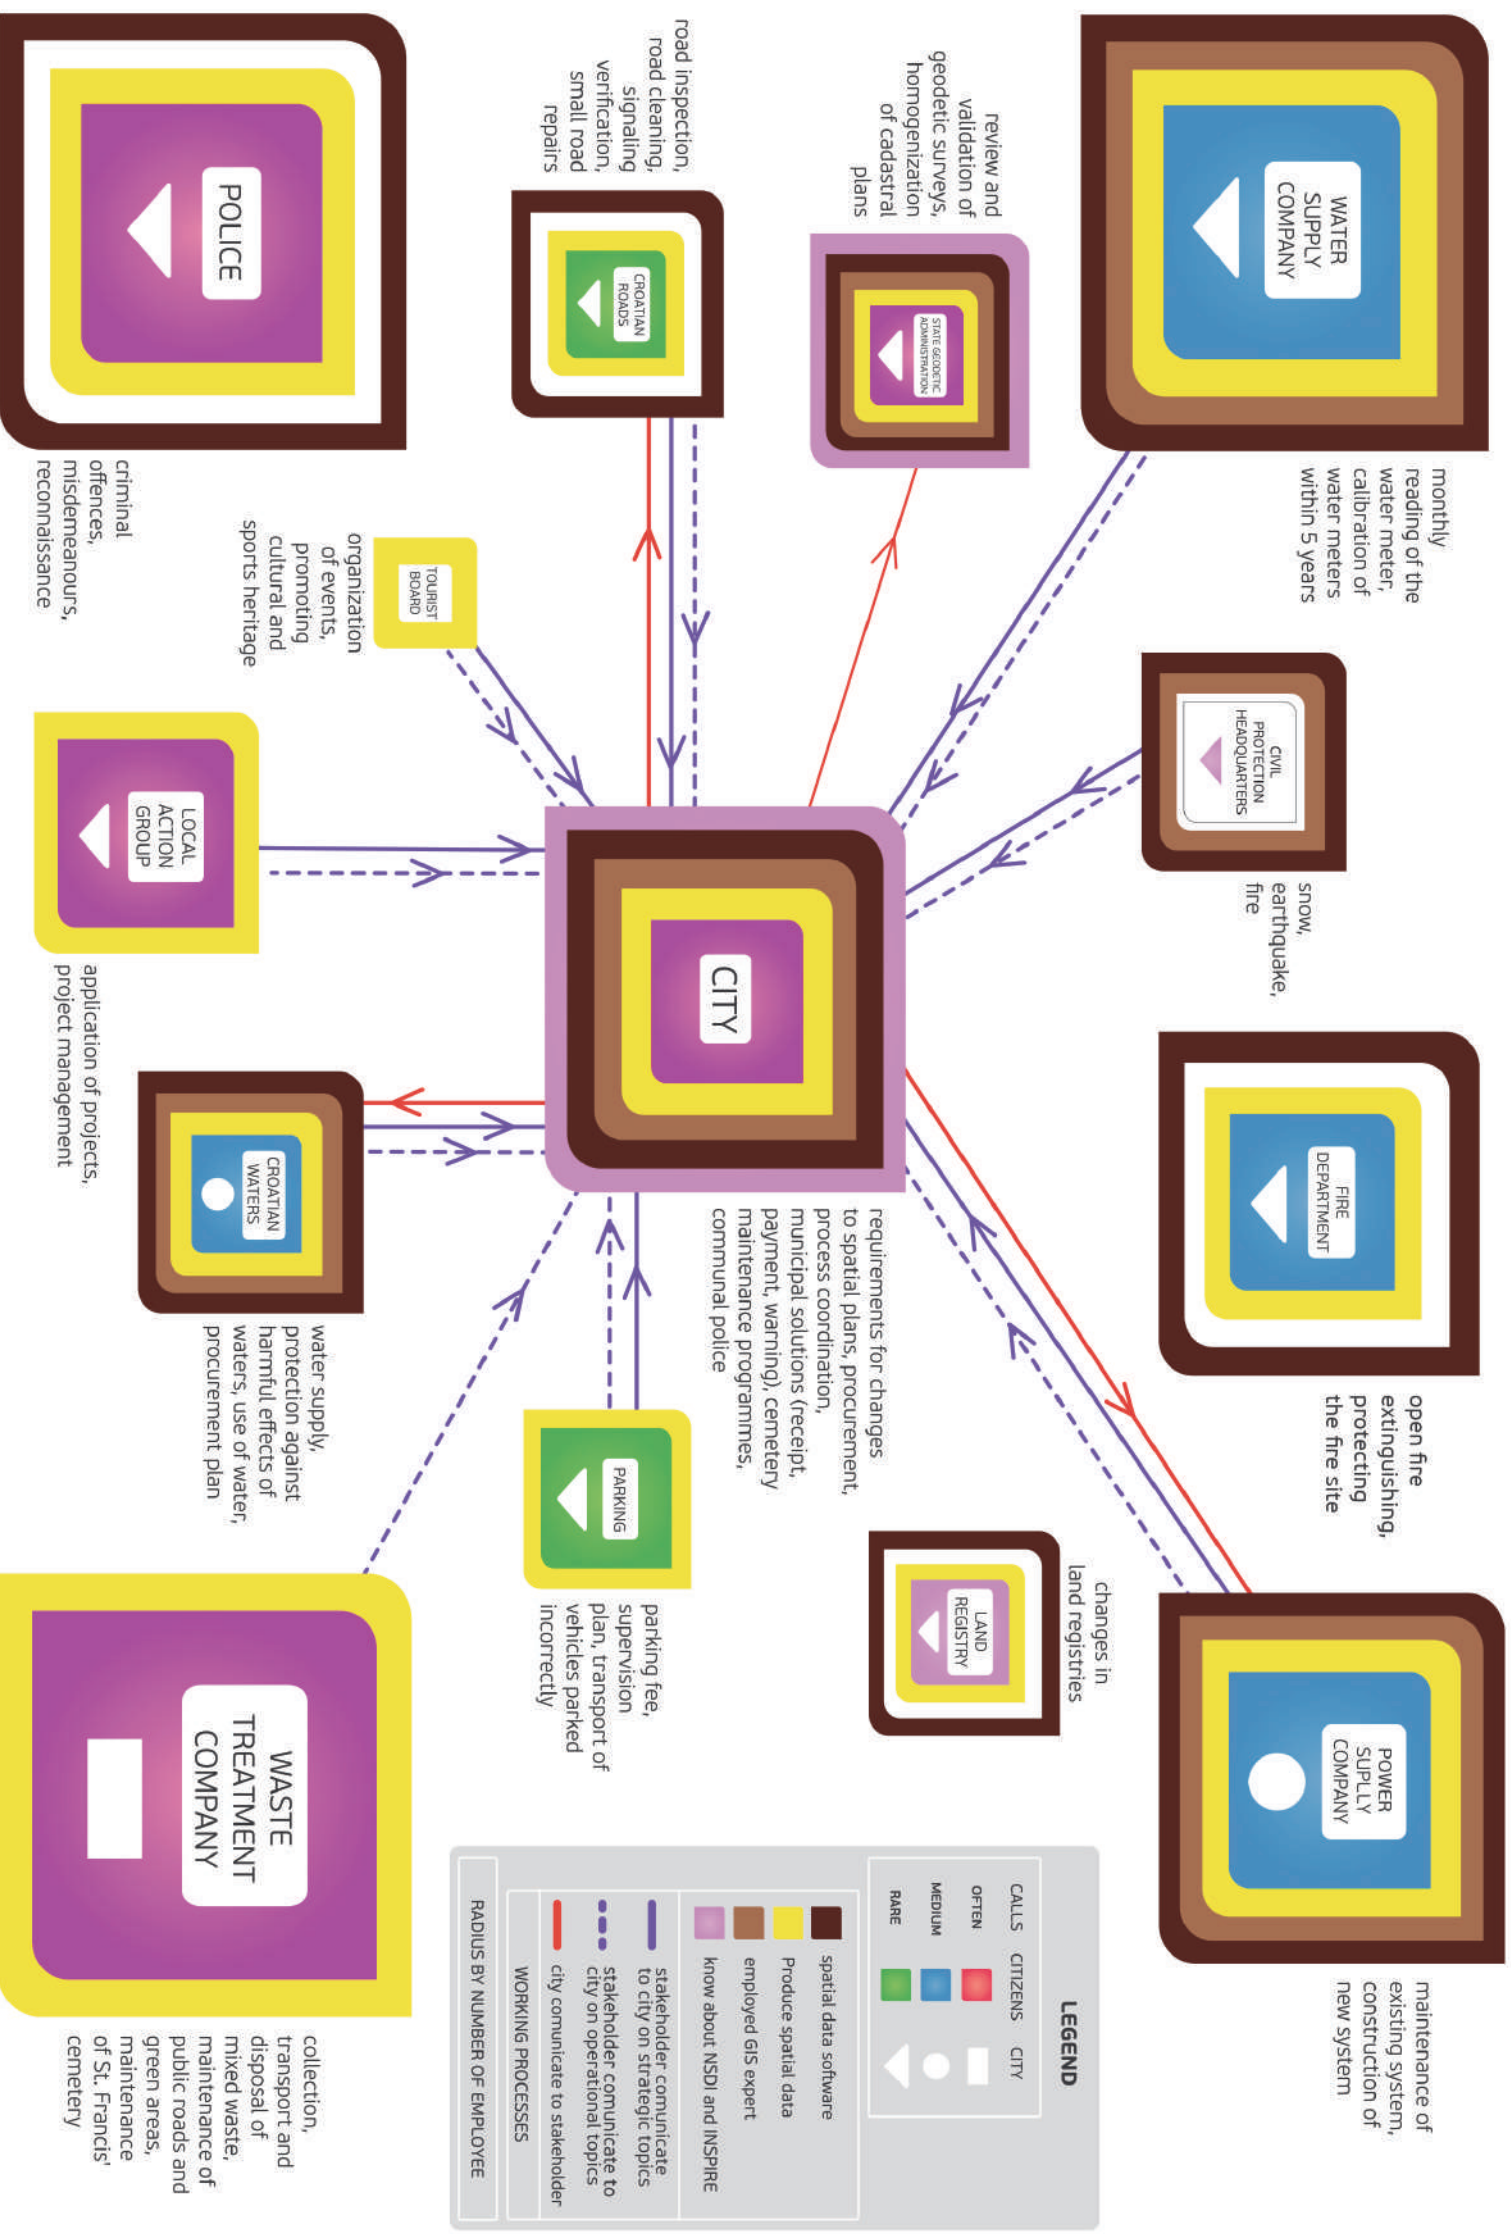 WATER
SUPPLY
COMPANY
monthly
reading of the
water meter,
calibration of
water meters
within 5 years
CIVIL
PROTECTION
HEADQUARTERS
snow,
earthquake,
fire
FIRE
DEPARTMENT
open fire
extinguishing,
protecting
the fire site
POWER
SUPLLY
COMPANY
maintenance of
existing system,
construction of
new system
review and
validation of
geodetic surveys,
homogenization
of cadastral
plans
STATE GEODETIC
ADMINISTRATION
changes in
land registries
LAND
REGISTRY
road inspection,
road cleaning,
signaling
verification,
small road
repairs
CROATIAN
ROADS
CITY
requirements for changes
to spatial plans, procurement,
process coordination,
municipal solutions (receipt,
payment, warning), cemetery
maintenance programmes,
communal police
PARKING
parking fee,
supervision
plan, transport of
vehicles parked
incorrectly
TOURIST
BOARD
organization
of events,
promoting
cultural and
sports heritage
POLICE
criminal
offences,
misdemeanours,
reconnaissance
LOCAL
ACTION
GROUP
application of projects,
project management
CROATIAN
WATERS
water supply,
protection against
harmful effects of
waters, use of water,
procurement plan
WASTE
TREATMENT
COMPANY
collection,
transport and
disposal of
mixed waste,
maintenance of
public roads and
green areas,
maintenance
of St. Francis'
cemetery
LEGEND
CALLS CITIZENS CITY
OFTEN
MEDIUM
RARE
spatial data software
Produce spatial data
employed GIS expert
know about NSDI and INSPIRE
stakeholder comunicate
to city on strategic topics
stakeholder comunicate to
city on operational topics
city comunicate to stakeholder
WORKING PROCESSES
RADIUS BY NUMBER OF EMPLOYEE